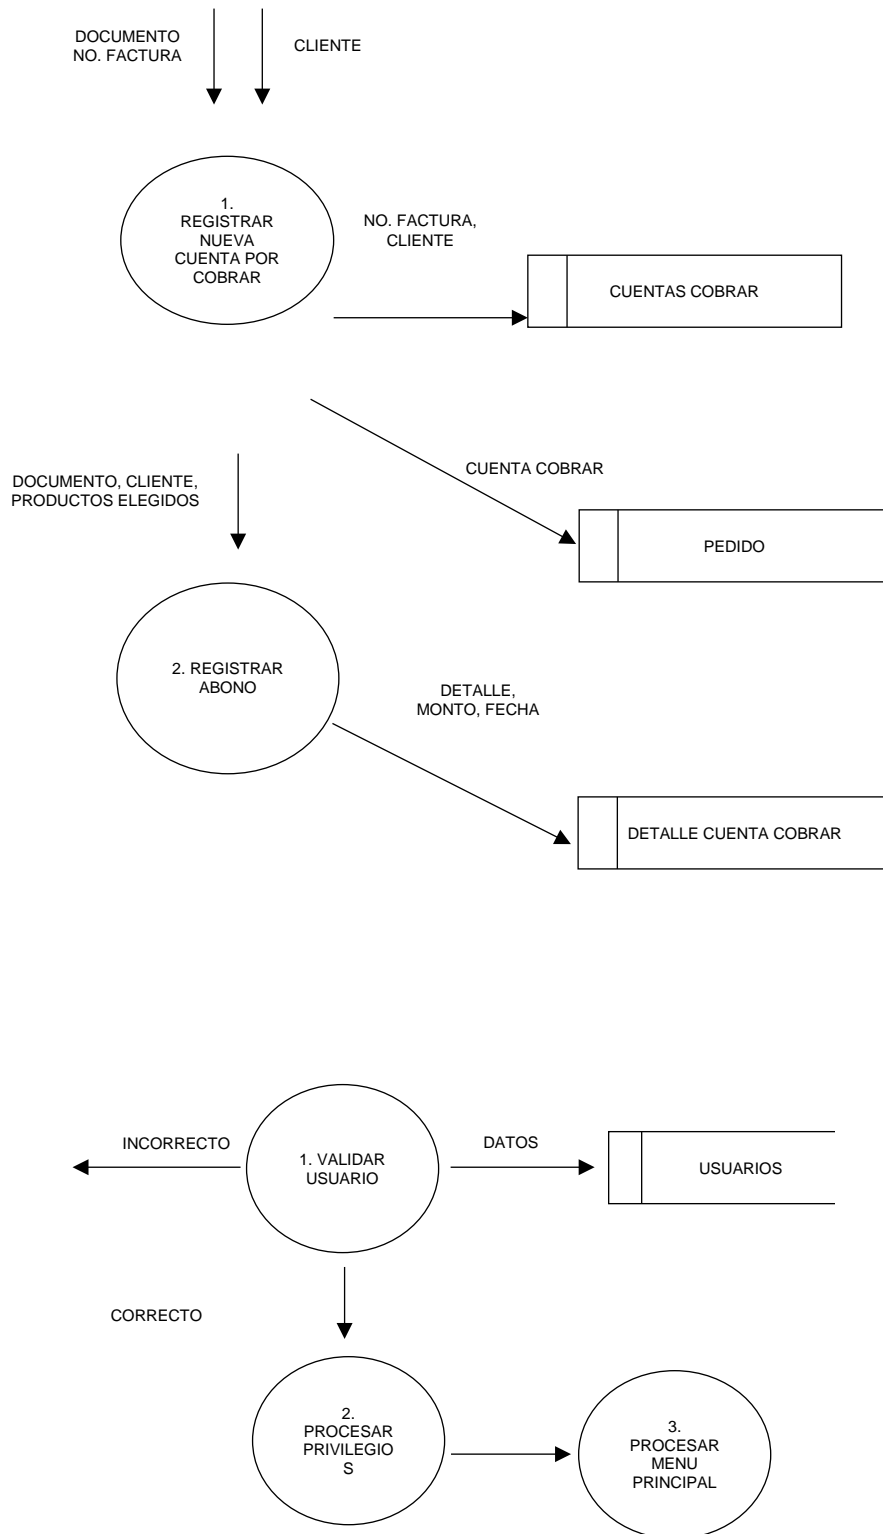 DOCUMENTO
NO. FACTURA
CLIENTE
1.
REGISTRAR
NUEVA
CUENTA POR
COBRAR
NO. FACTURA,
CLIENTE
CUENTAS COBRAR
CUENTA COBRAR
DOCUMENTO, CLIENTE,
PRODUCTOS ELEGIDOS
PEDIDO
2. REGISTRAR
ABONO
DETALLE,
MONTO, FECHA
DETALLE CUENTA COBRAR
INCORRECTO
1. VALIDAR
USUARIO
DATOS
USUARIOS
CORRECTO
2.
PROCESAR
PRIVILEGIO
S
3.
PROCESAR
MENU
PRINCIPAL